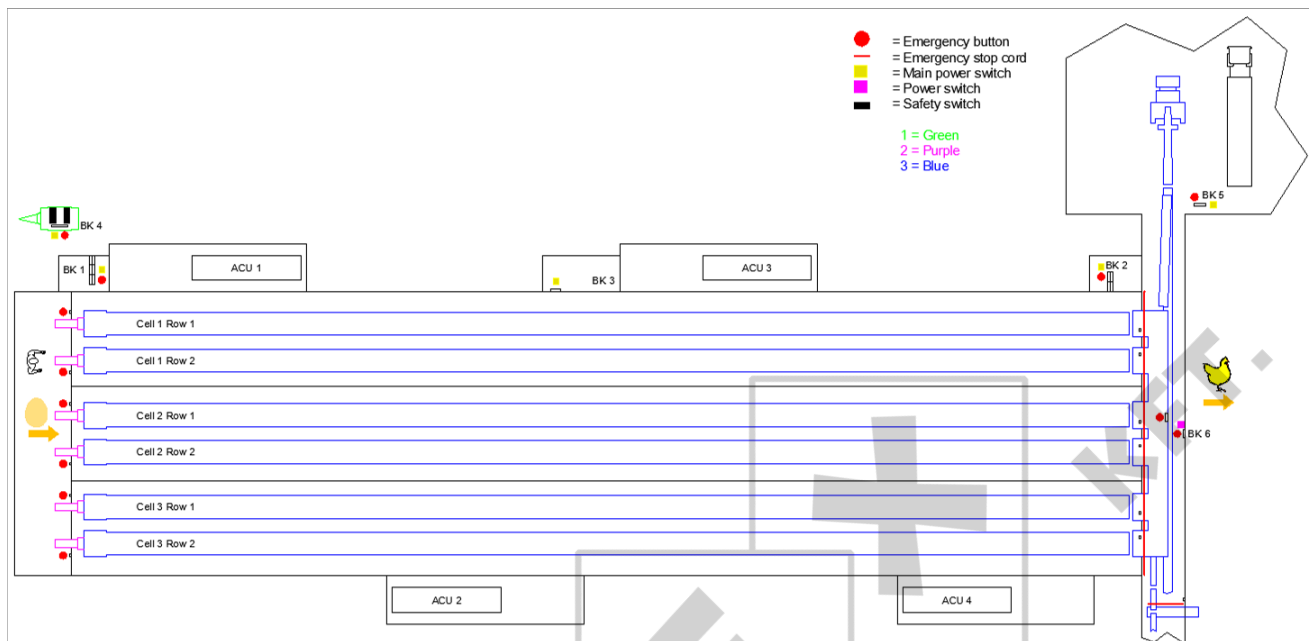 = Emergency button
= Emergency stop cord
= Main power switch
= Power switch
= Safety switch
1 = Green
2 = Purple
3 = Blue
BK 5
BK 4
BK 1
ACU 1
BK 3
ACU 3
BK 2
Cell 1 Row 1
Cell 1 Row 2
Cell 2 Row 1
Cell 2 Row 2
BK 6
Cell 3 Row 1
Cell 3 Row 2
ACU 2
ACU 4
KET.